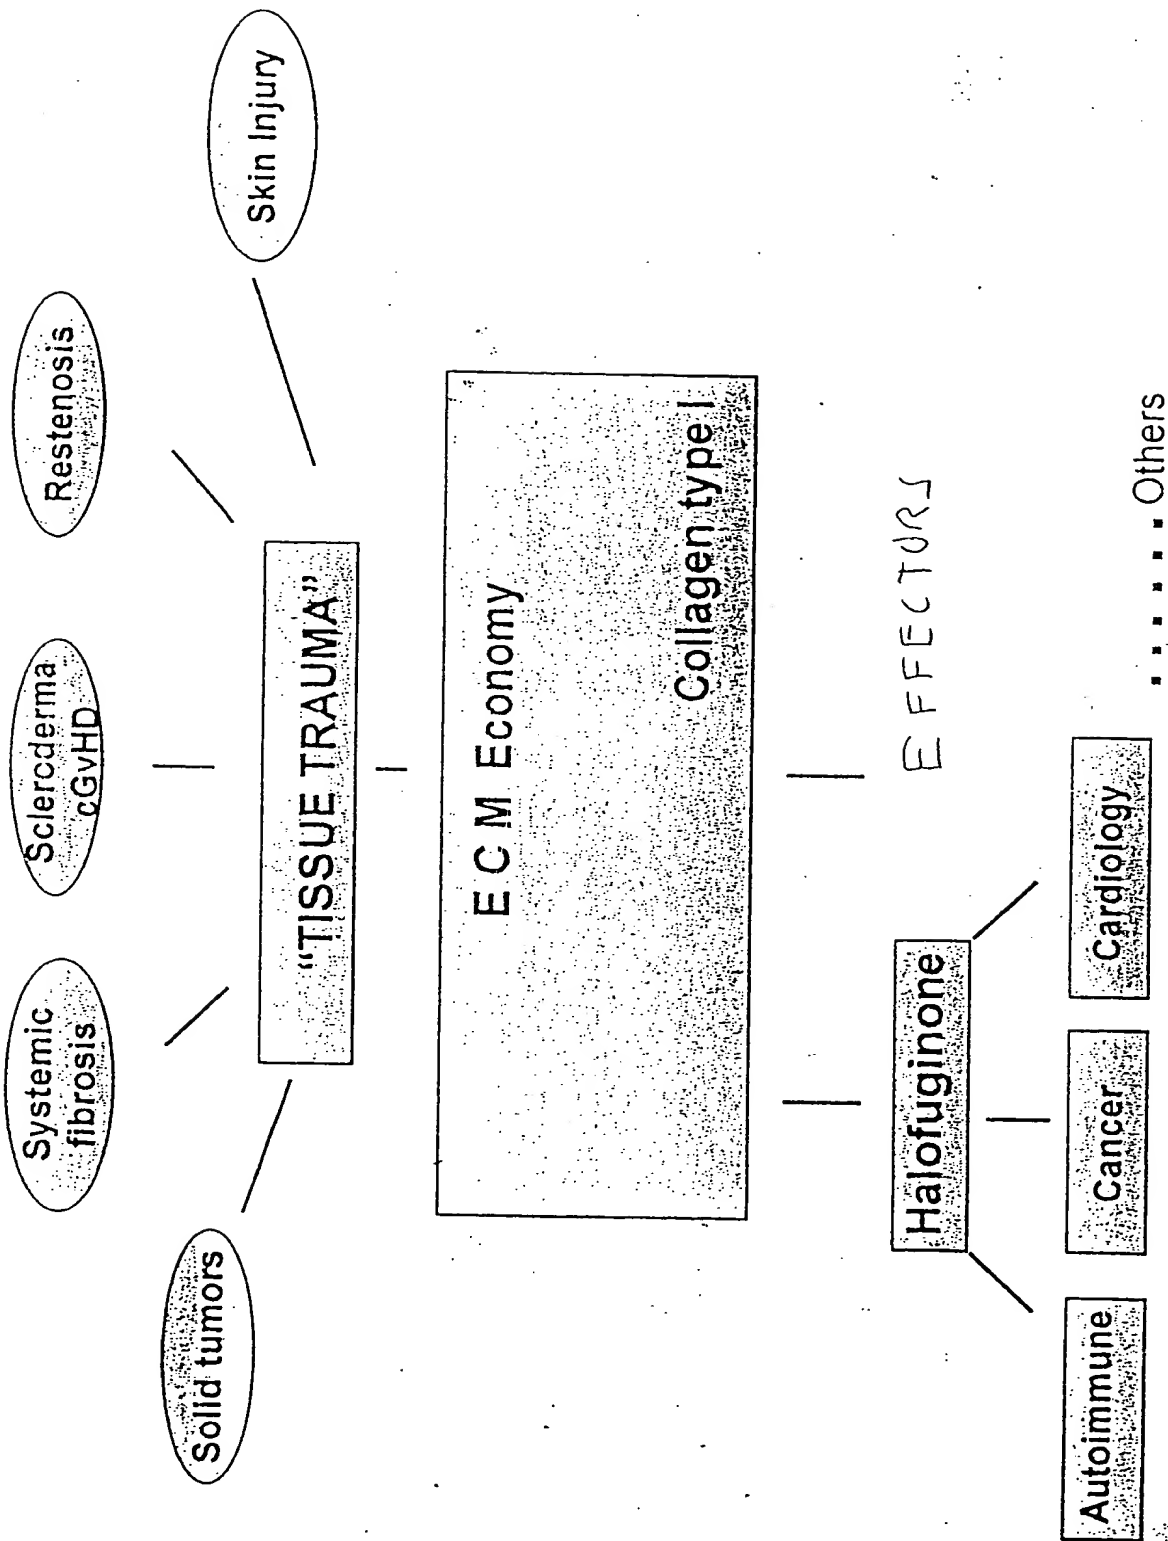 Solid tumors
Systemic
fibrosis
Scleroderma
cGvHD
Restenosis
Skin Injury
“TISSUE TRAUMA”
E C M Economy
Collagen type I
Halofuginone
EFFECTORS
Autoimmune
Cancer
Cardiology
Others